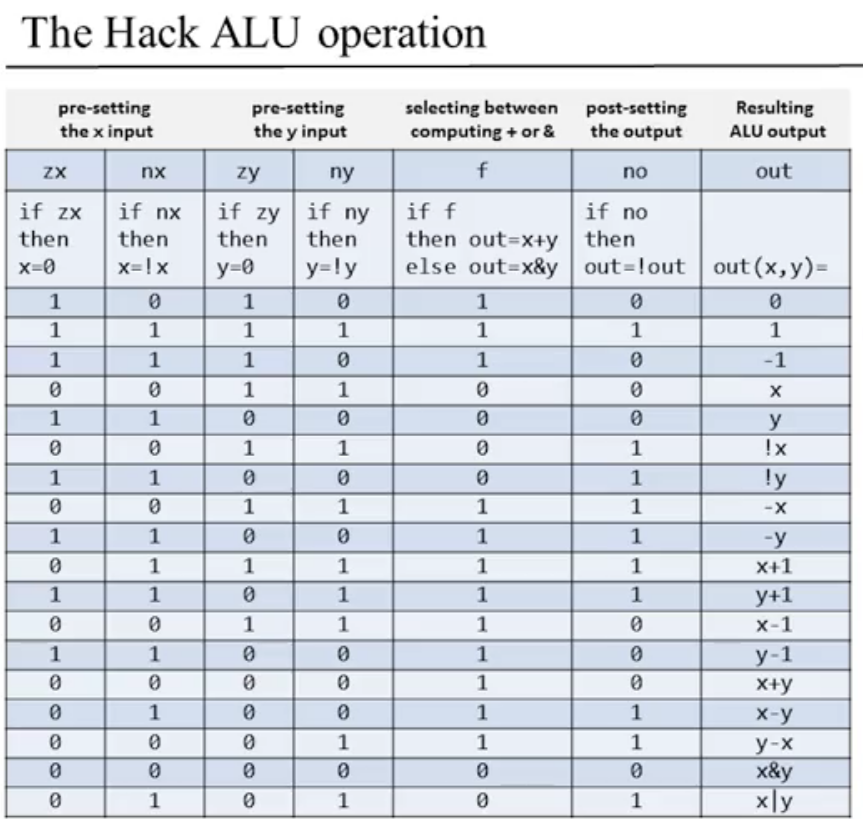 The Hack ALU operation
pre-setting the x input pre-setting the y input selecting between computing + or & post-setting the output Resulting ALU output
zx nx zy ny f no out
if zx then x=0 if nx then x=!x if zy then y=0 if ny then y=!y if f then out=x+y else out=x&y if no then out=!out out(x,y)=
1 0 1 0 1 0 0
1 1 1 1 1 1 1
1 1 1 0 1 0 -1
0 0 1 1 0 0 x
1 1 0 0 0 0 y
0 0 1 1 0 1 !x
1 1 0 0 0 1 !y
0 0 1 1 1 1 -x
1 1 0 0 1 1 -y
0 1 1 1 1 1 x+1
1 1 0 1 1 1 y+1
0 0 1 1 1 0 x-1
1 1 0 0 1 0 y-1
0 0 0 0 1 0 x+y
0 1 0 0 1 1 x-y
0 0 0 1 1 1 y-x
0 0 0 0 0 0 x&y
0 1 0 1 0 1 x|y